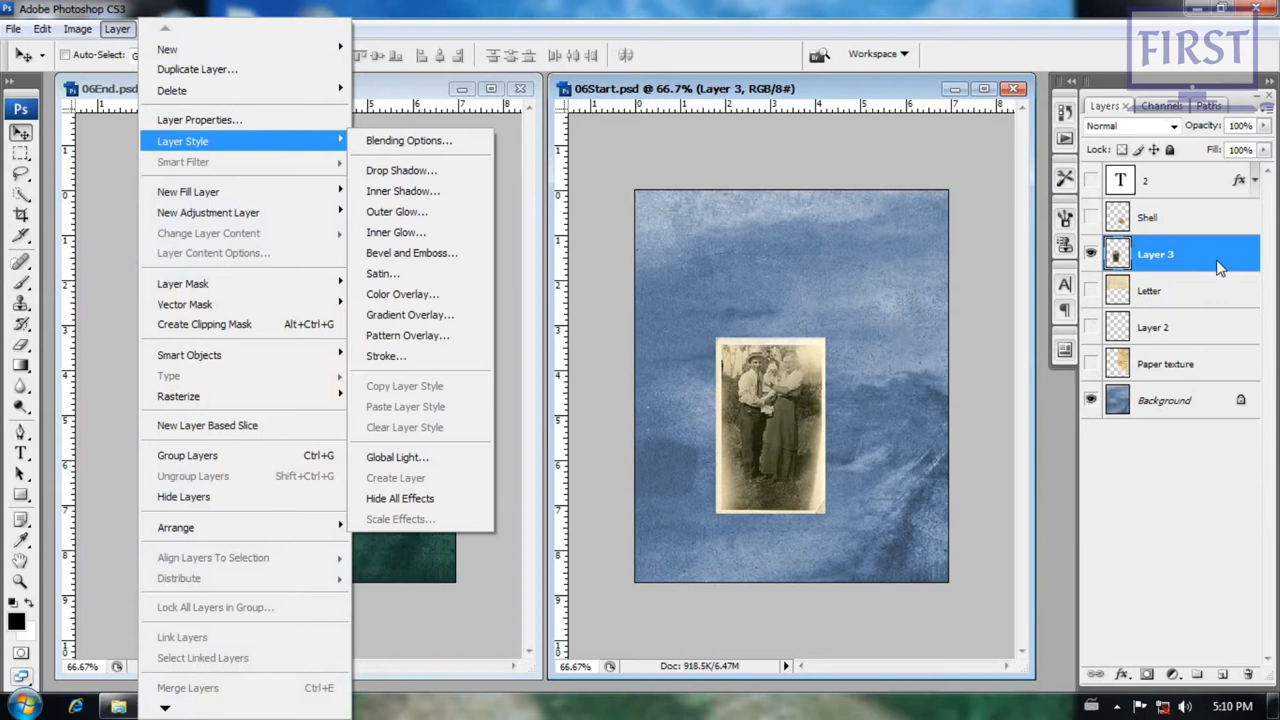 Adobe Photoshop CS3
File Edit Image Layer
Auto-Select:
Workspace
FIRST
New
Duplicate Layer...
Delete
Layer Properties...
Layer Style
Smart Filter
New Fill Layer
New Adjustment Layer
Change Layer Content
Layer Content Options...
Layer Mask
Vector Mask
Create Clipping Mask Alt+Ctrl+G
Smart Objects
Type
Rasterize
New Layer Based Slice
Group Layers Ctrl+G
Ungroup Layers Shift+Ctrl+G
Hide Layers
Arrange
Align Layers To Selection
Distribute
Lock All Layers in Group...
Link Layers
Select Linked Layers
Merge Layers Ctrl+E
Blending Options...
Drop Shadow...
Inner Shadow...
Outer Glow...
Inner Glow...
Bevel and Emboss...
Satin...
Color Overlay...
Gradient Overlay...
Pattern Overlay...
Stroke...
Copy Layer Style
Paste Layer Style
Clear Layer Style
Global Light...
Create Layer
Hide All Effects
Scale Effects...
06End.psd
06Start.psd @ 66.7% (Layer 3, RGB/8#)
66.67%
66.67% Doc: 918.5K/6.47M
Layers Channels Paths
Normal Opacity: 100%
Lock: Fill: 100%
T 2 fx
Shell
Layer 3
Letter
Layer 2
Paper texture
Background
5:10 PM